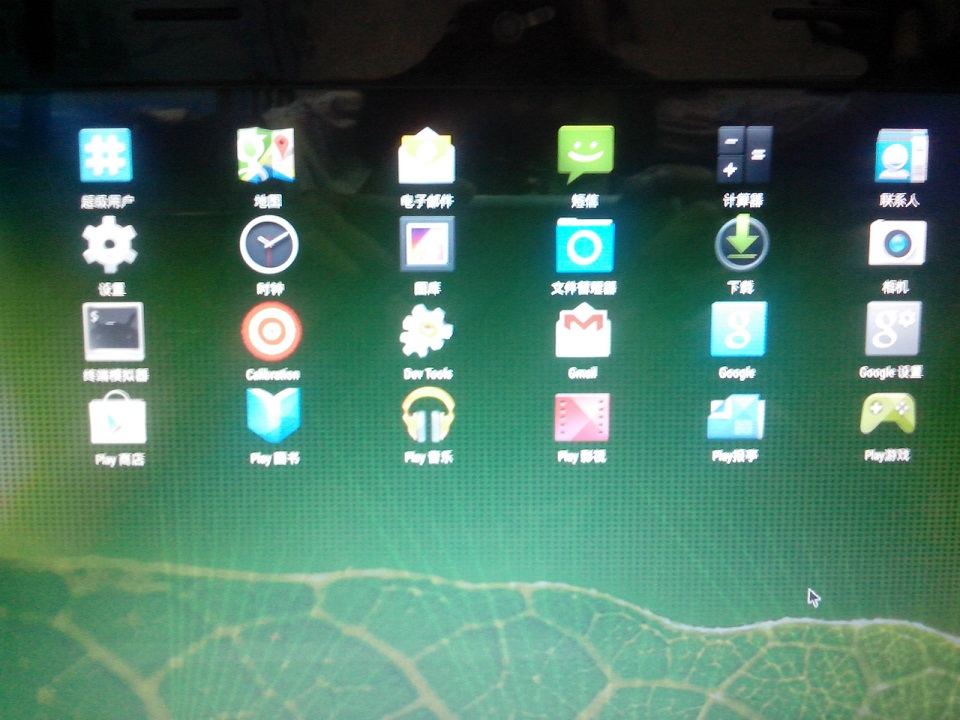 超级用户
地图
电子邮件
短信
计算器
联系人
设置
时钟
图库
文件管理器
下载
相机
$
终端模拟器
Calibration
Dev Tools
Gmail
g
Google
g
Google 设置
Play 商店
Play 图书
Play 音乐
Play 影视
Play报亭
Play游戏